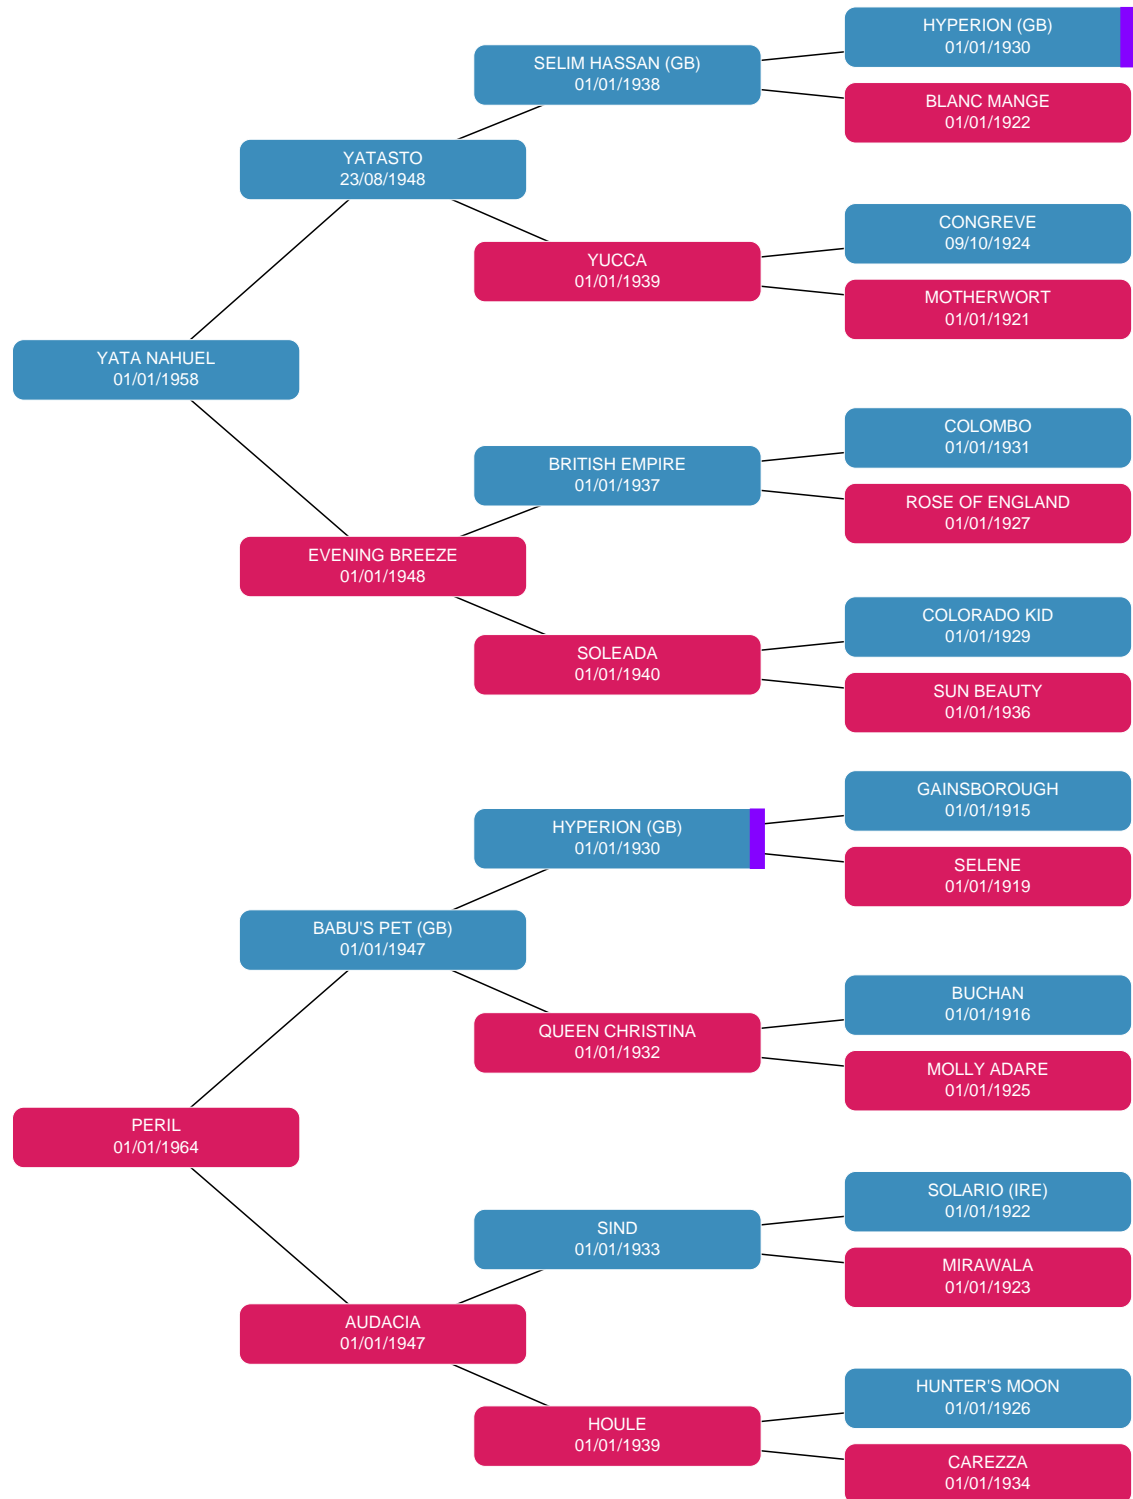 HYPERION (GB)
01/01/1930
SELIM HASSAN (GB)
01/01/1938
BLANC MANGE
01/01/1922
YATASTO
23/08/1948
CONGREVE
09/10/1924
YUCCA
01/01/1939
MOTHERWORT
01/01/1921
YATA NAHUEL
01/01/1958
COLOMBO
01/01/1931
BRITISH EMPIRE
01/01/1937
ROSE OF ENGLAND
01/01/1927
EVENING BREEZE
01/01/1948
COLORADO KID
01/01/1929
SOLEADA
01/01/1940
SUN BEAUTY
01/01/1936
GAINSBOROUGH
01/01/1915
HYPERION (GB)
01/01/1930
SELENE
01/01/1919
BABU'S PET (GB)
01/01/1947
BUCHAN
01/01/1916
QUEEN CHRISTINA
01/01/1932
MOLLY ADARE
01/01/1925
PERIL
01/01/1964
SOLARIO (IRE)
01/01/1922
SIND
01/01/1933
MIRAWALA
01/01/1923
AUDACIA
01/01/1947
HUNTER'S MOON
01/01/1926
HOULE
01/01/1939
CAREZZA
01/01/1934